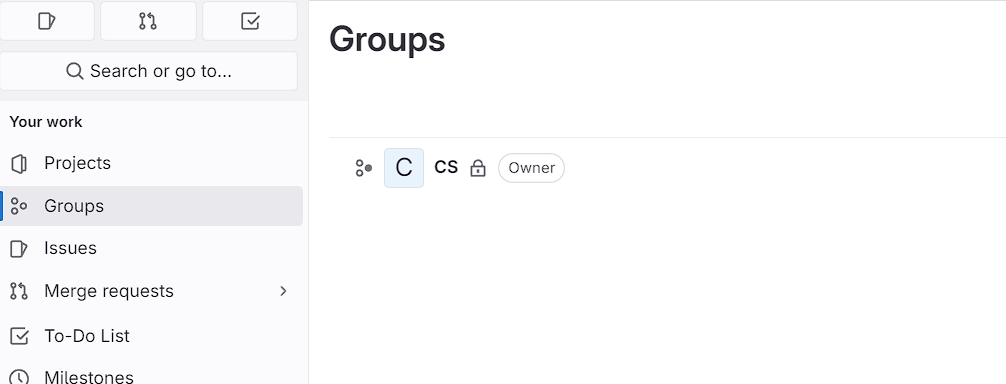 Search or go to...
Your work
Projects
Groups
Issues
Merge requests
To-Do List
Milestones
Groups
C CS Owner